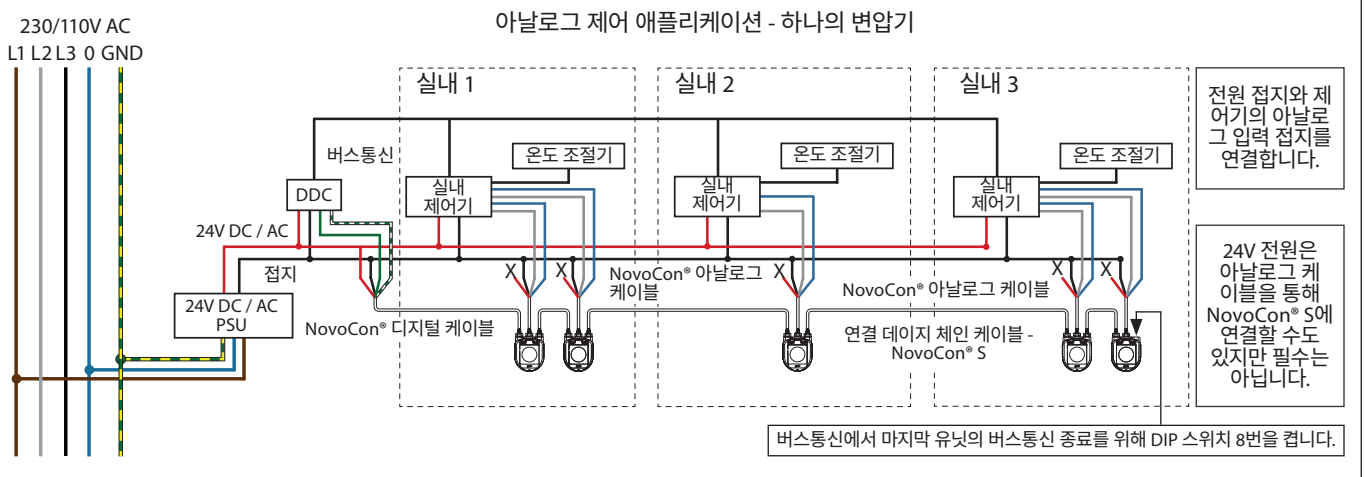 아날로그 제어 애플리케이션 - 하나의 변압기
230/110V AC
L1 L2 L3 0 GND
실내 1
실내 2
실내 3
버스통신
온도 조절기
온도 조절기
온도 조절기
DDC
실내
제어기
실내
제어기
실내
제어기
24V DC / AC
접지
X
X
NovoCon® 아날로그
케이블
X
NovoCon® 아날로그 케이블
X
X
24V DC / AC
PSU
NovoCon® 디지털 케이블
연결 데이지 체인 케이블 -
NovoCon® S
전원 접지와 제
어기의 아날로
그 입력 접지를
연결합니다.
24V 전원은
아날로그 케
이블을 통해
NovoCon® S에
연결할 수도
있지만 필수는
아닙니다.
버스통신에서 마지막 유닛의 버스통신 종료를 위해 DIP 스위치 8번을 켭니다.